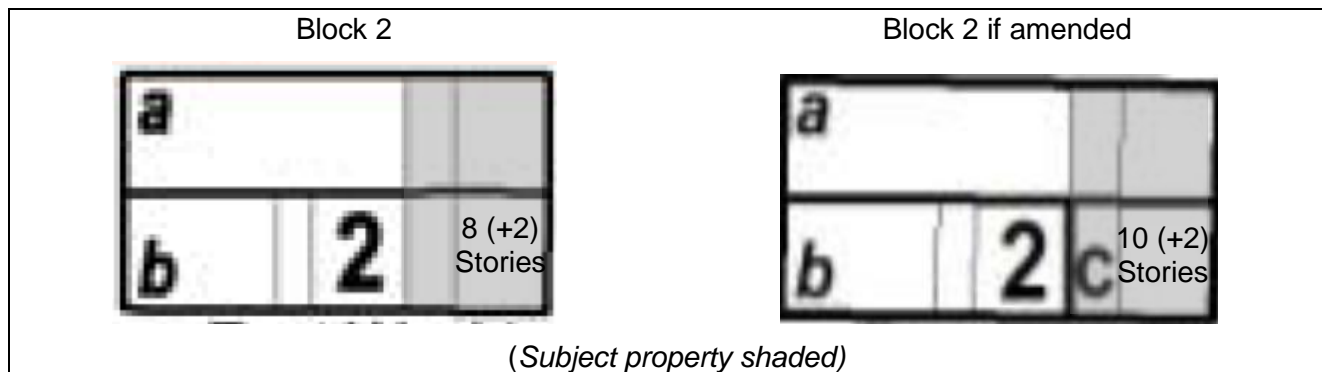 Block 2
Block 2 if amended
a
b
2
8 (+2)
Stories
a
b
2
C
10 (+2)
Stories
(Subject property shaded)